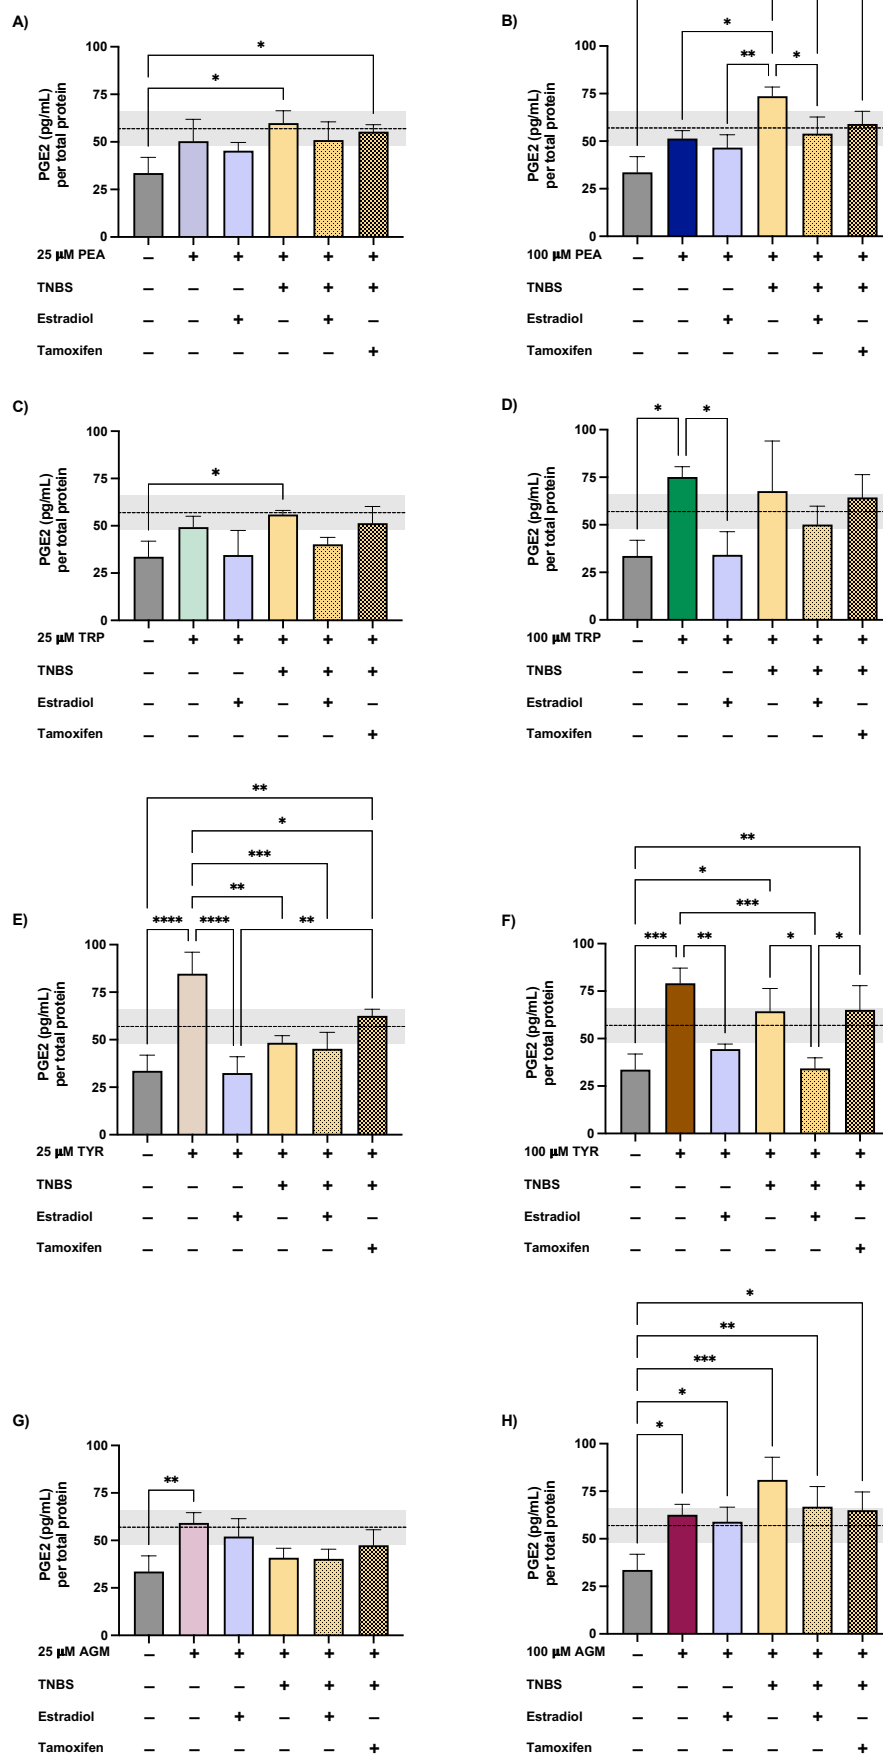 A)
*
*
100
75
50
25
0
PGE2 (pg/mL)
per total protein
25 μM PEA – + + + + +
TNBS – – – + + +
Estradiol – – + – + –
Tamoxifen – – – – – +
B)
*
** *
100
75
50
25
0
PGE2 (pg/mL)
per total protein
100 μM PEA – + + + + +
TNBS – – – + + +
Estradiol – – + – + –
Tamoxifen – – – – – +
C)
*
100
75
50
25
0
PGE2 (pg/mL)
per total protein
25 μM TRP – + + + + +
TNBS – – – + + +
Estradiol – – + – + –
Tamoxifen – – – – – +
D)
* *
100
75
50
25
0
PGE2 (pg/mL)
per total protein
100 μM TRP – + + + + +
TNBS – – – + + +
Estradiol – – + – + –
Tamoxifen – – – – – +
E)
**
*
***
**
**** **** **
100
75
50
25
0
PGE2 (pg/mL)
per total protein
25 μM TYR – + + + + +
TNBS – – – + + +
Estradiol – – + – + –
Tamoxifen – – – – – +
F)
**
*
***
*** ** * *
100
75
50
25
0
PGE2 (pg/mL)
per total protein
100 μM TYR – + + + + +
TNBS – – – + + +
Estradiol – – + – + –
Tamoxifen – – – – – +
G)
**
100
75
50
25
0
PGE2 (pg/mL)
per total protein
25 μM AGM – + + + + +
TNBS – – – + + +
Estradiol – – + – + –
Tamoxifen – – – – – +
H)
*
**
***
*
*
100
75
50
25
0
PGE2 (pg/mL)
per total protein
100 μM AGM – + + + + +
TNBS – – – + + +
Estradiol – – + – + –
Tamoxifen – – – – – +